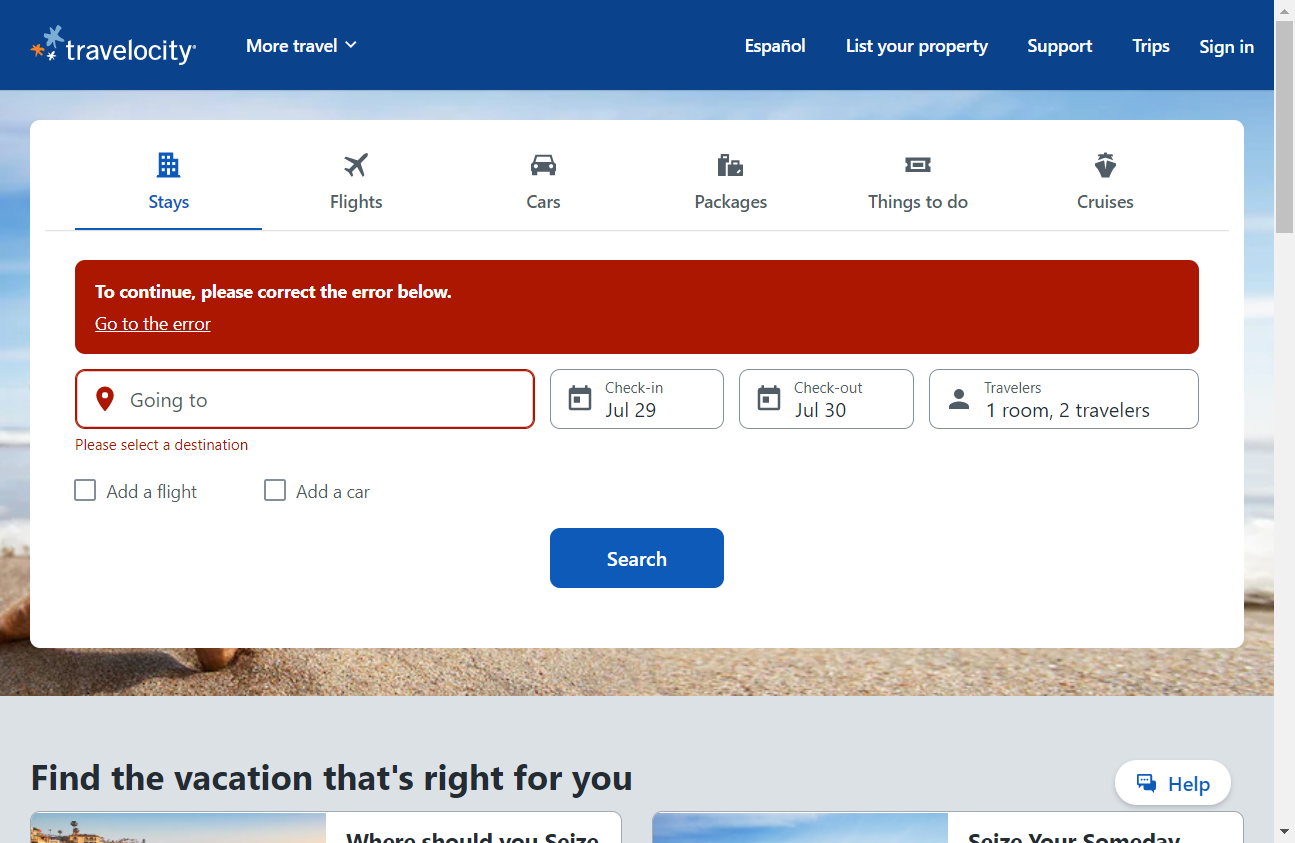 travelocity
More travel
Español
List your property
Support
Trips
Sign in
Stays
Flights
Cars
Packages
Things to do
Cruises
To continue, please correct the error below.
Go to the error
Going to
Check-in
Jul 29
Check-out
Jul 30
Travelers
1 room, 2 travelers
Please select a destination
Add a flight
Add a car
Search
Find the vacation that's right for you
Help
Where should you Seize
Seize Your Someday